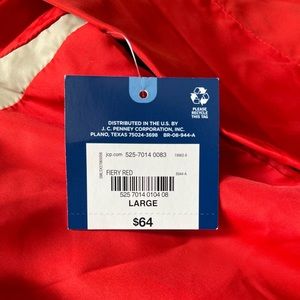 PLEASE
RECYCLE
THIS TAG
DISTRIBUTED IN THE U.S. BY
J. C. PENNEY CORPORATION, INC.
PLANO, TEXAS 75024-3698 BR-08-944-A
jcp.com 525-7014 0083
FIERY RED
525 7014 0104 08
LARGE
$64